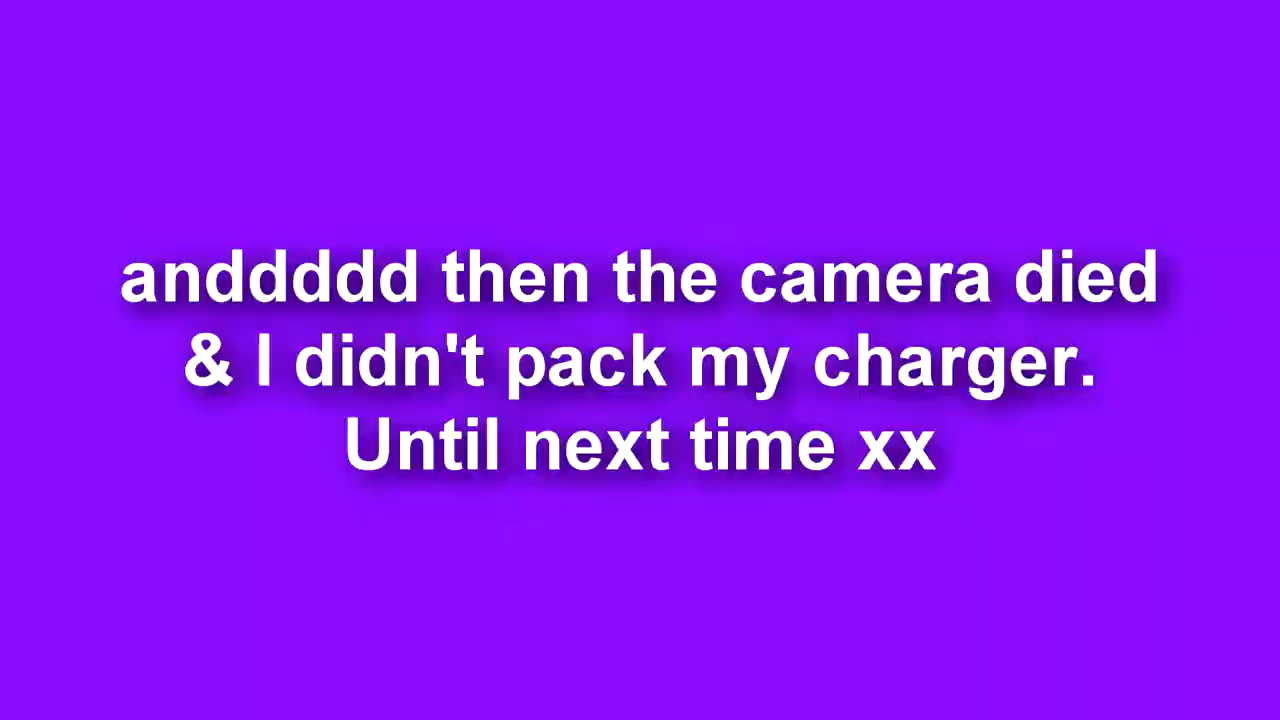 anddddd then the camera died
& I didn't pack my charger.
Until next time xx